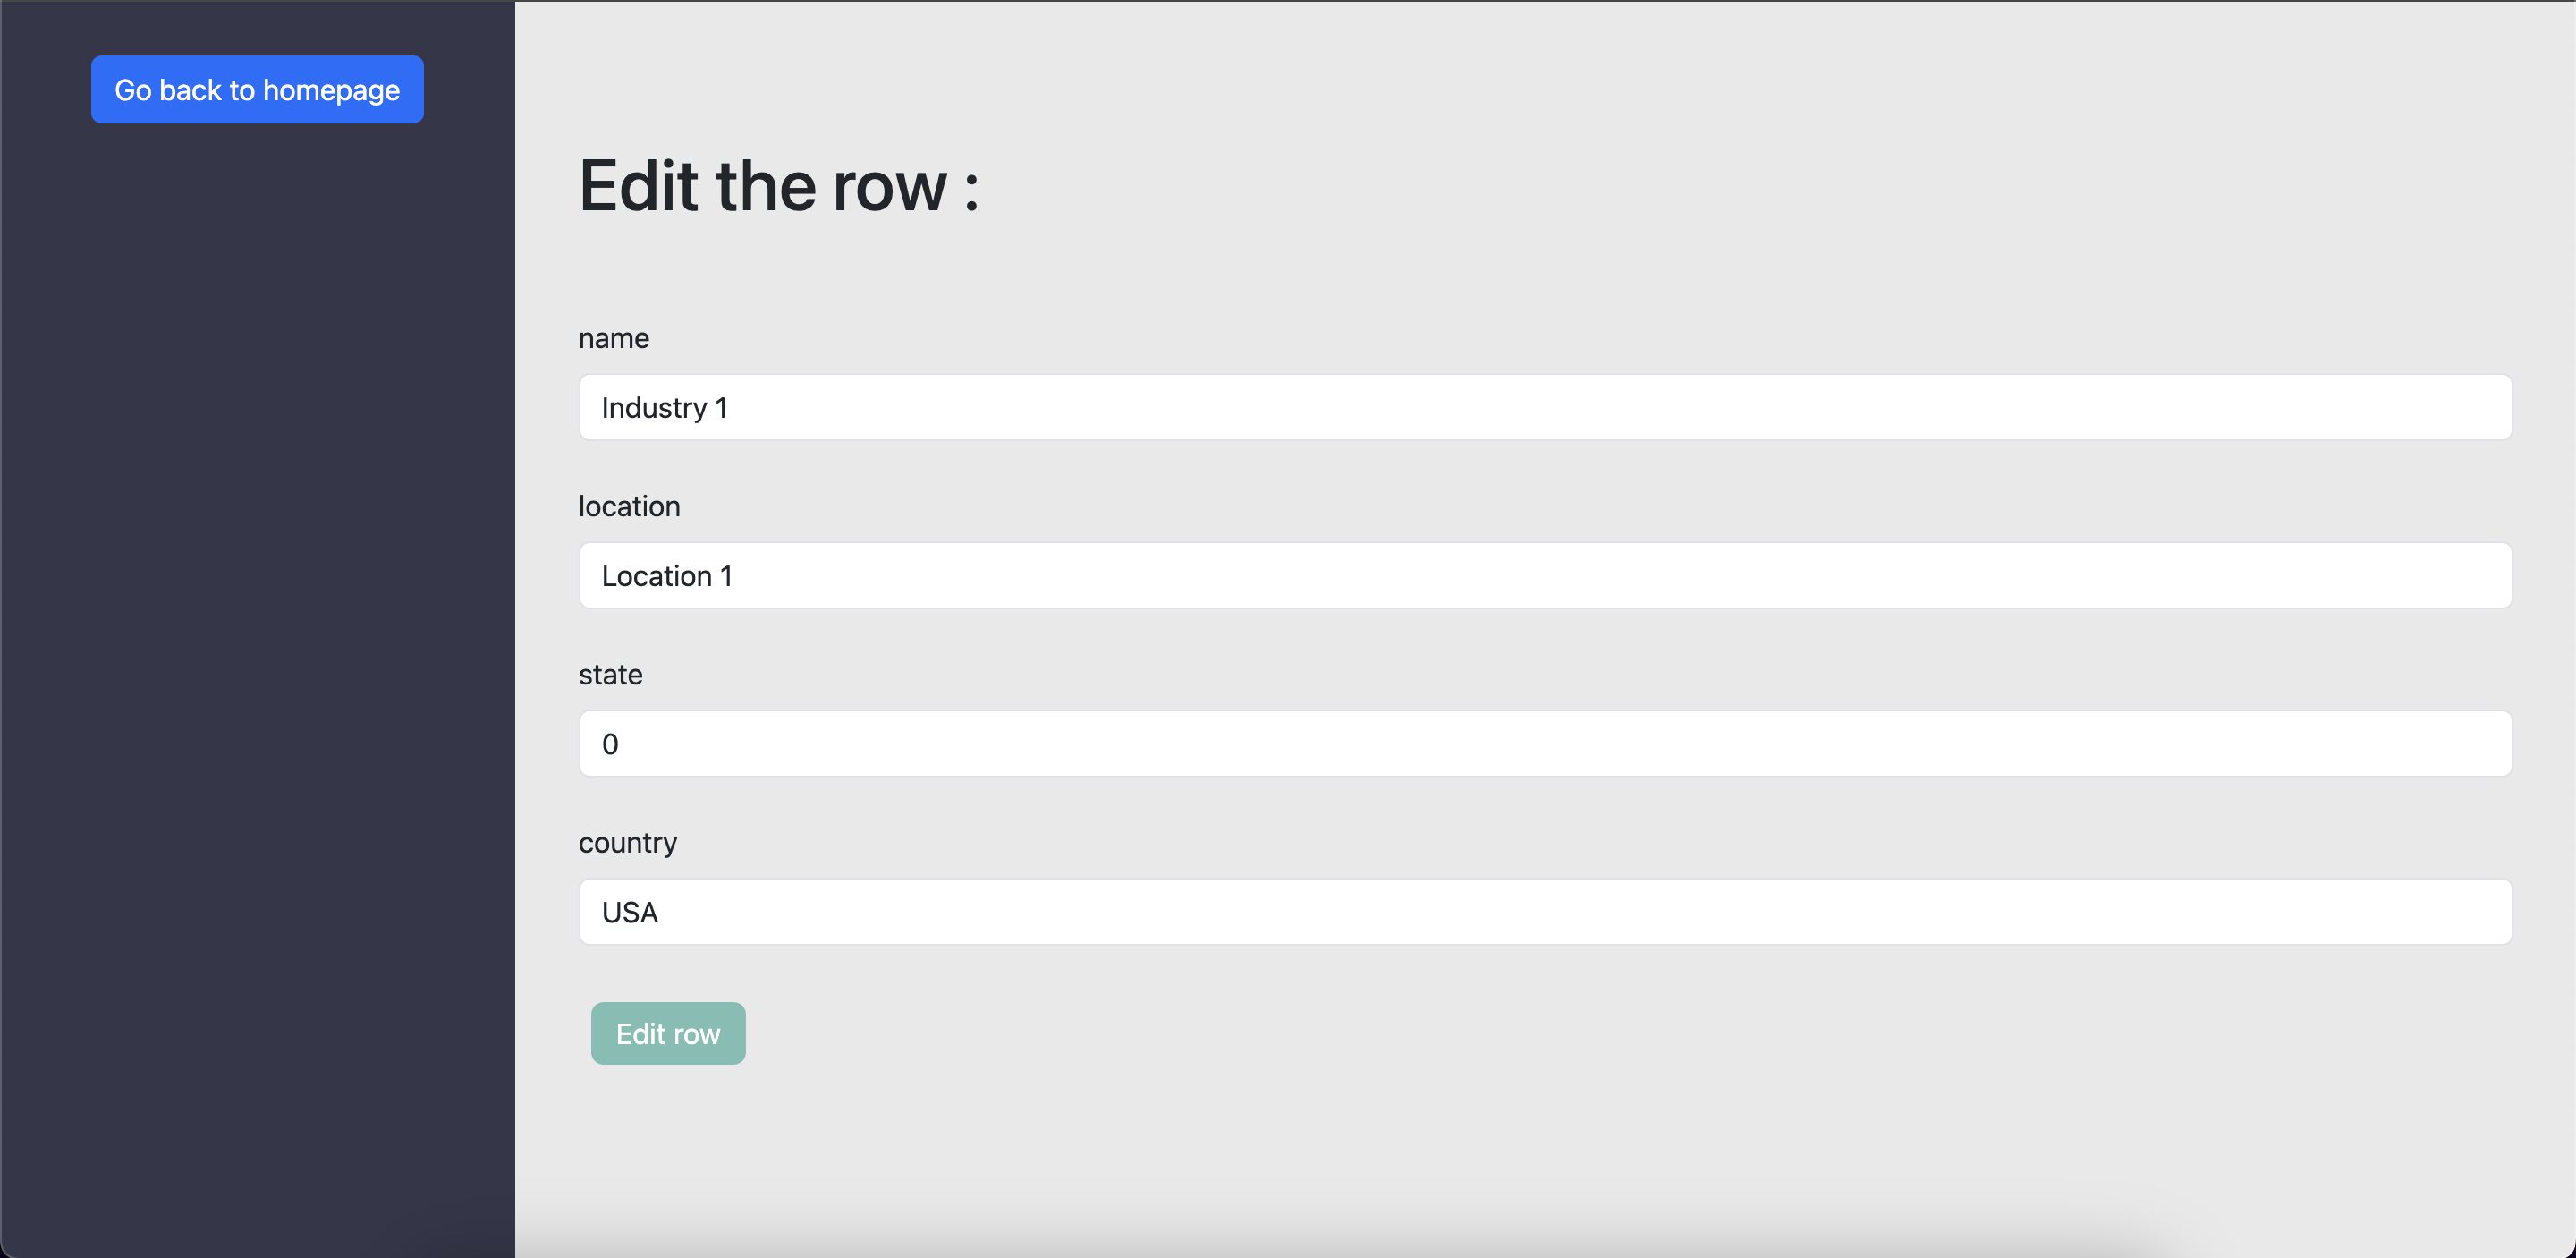 Go back to homepage
Edit the row :
name
Industry 1
location
Location 1
state
0
country
USA
Edit row